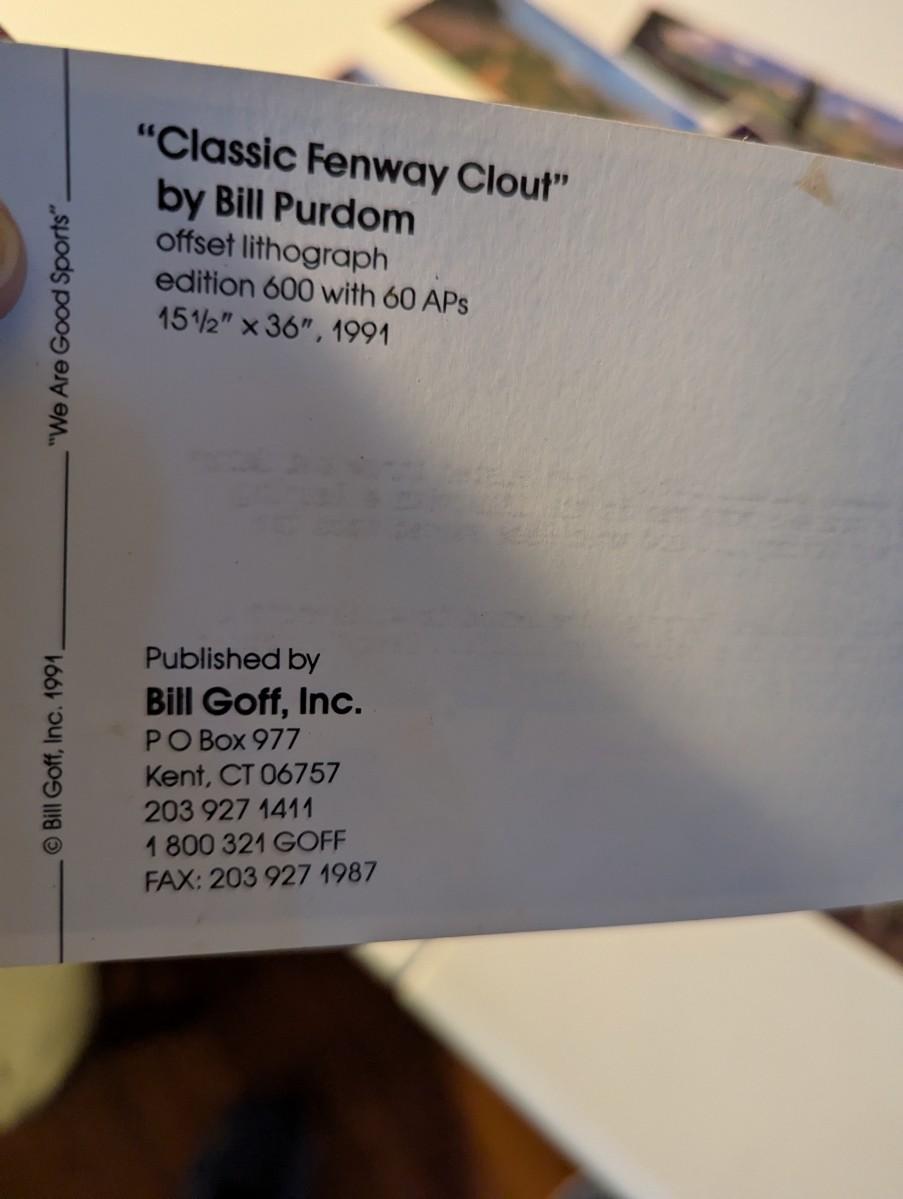 "Classic Fenway Clout"
by Bill Purdom
offset lithograph
edition 600 with 60 APs
15 1/2" x 36", 1991
Published by
Bill Goff, Inc.
P O Box 977
Kent, CT 06757
203 927 1411
1 800 321 GOFF
FAX: 203 927 1987
© Bill Goff, Inc. 1991 "We Are Good Sports"